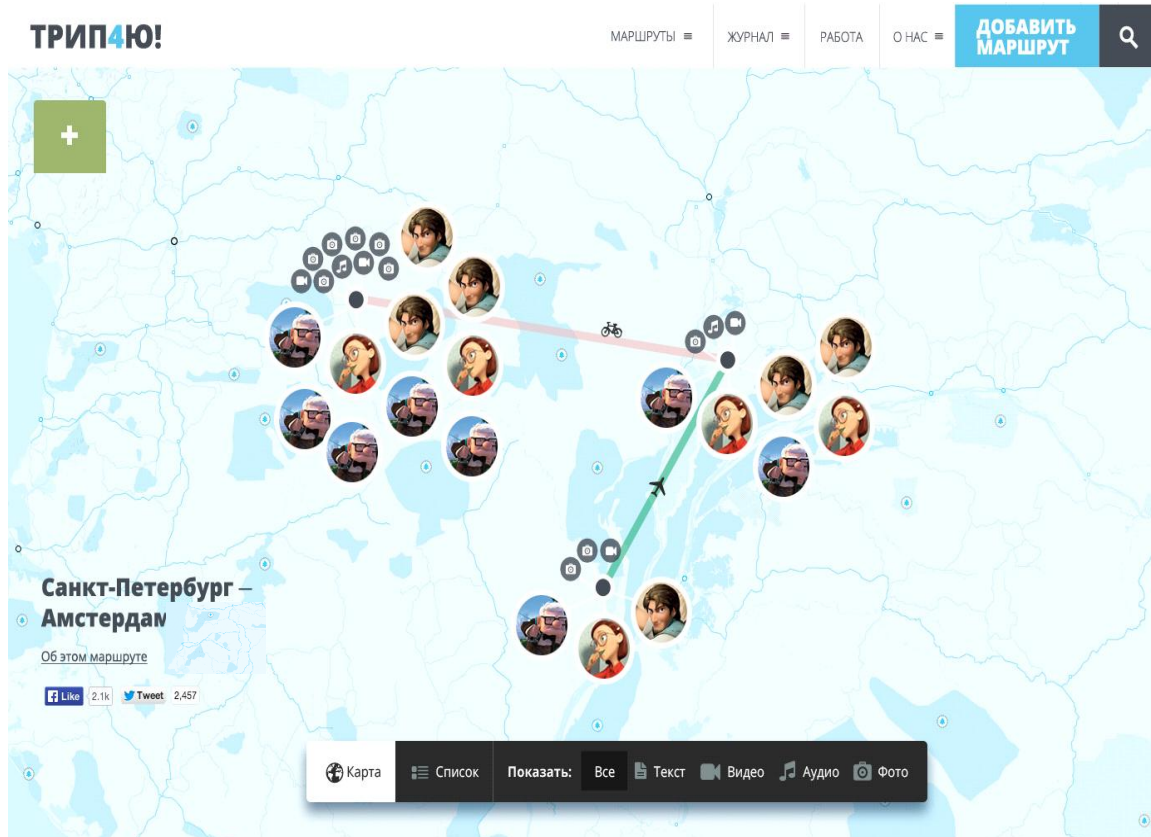 ТРИП4Ю!
МАРШРУТЫ
ЖУРНАЛ
РАБОТА
О НАС
ДОБАВИТЬ
МАРШРУТ
Санкт-Петербург –
Амстердам
Об этом маршруте
Like 2.1k Tweet 2,457
Карта Список Показать: Все Текст Видео Аудио Фото